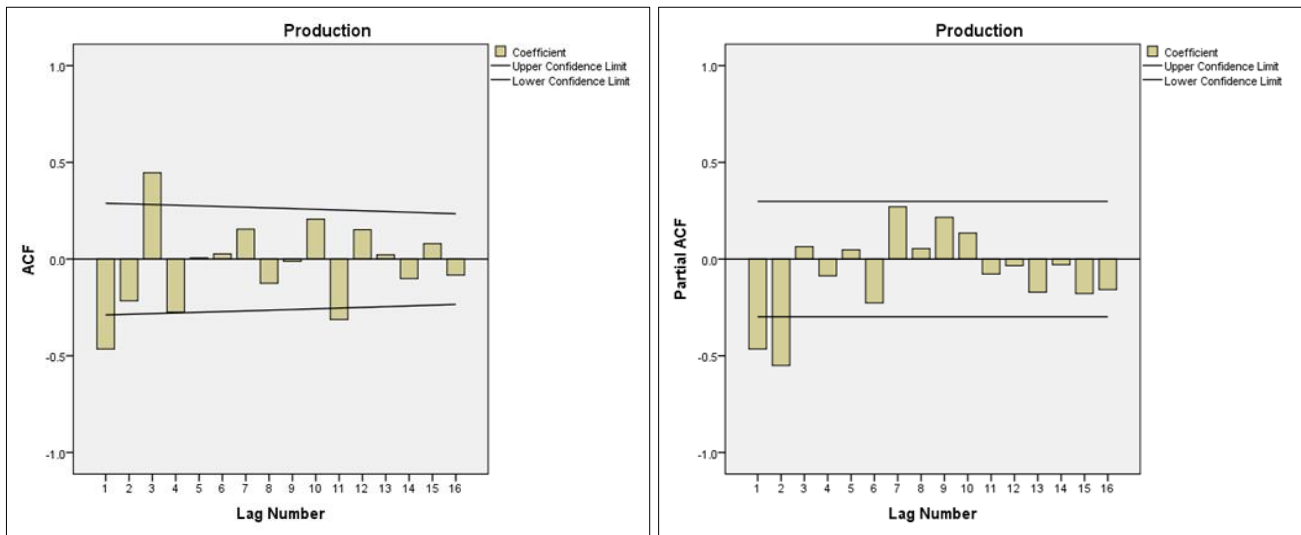 Production
Coefficient
Upper Confidence Limit
Lower Confidence Limit
1.0
0.5
0.0
-0.5
-1.0
ACF
1 2 3 4 5 6 7 8 9 10 11 12 13 14 15 16
Lag Number
Production
Coefficient
Upper Confidence Limit
Lower Confidence Limit
1.0
0.5
0.0
-0.5
-1.0
Partial ACF
1 2 3 4 5 6 7 8 9 10 11 12 13 14 15 16
Lag Number